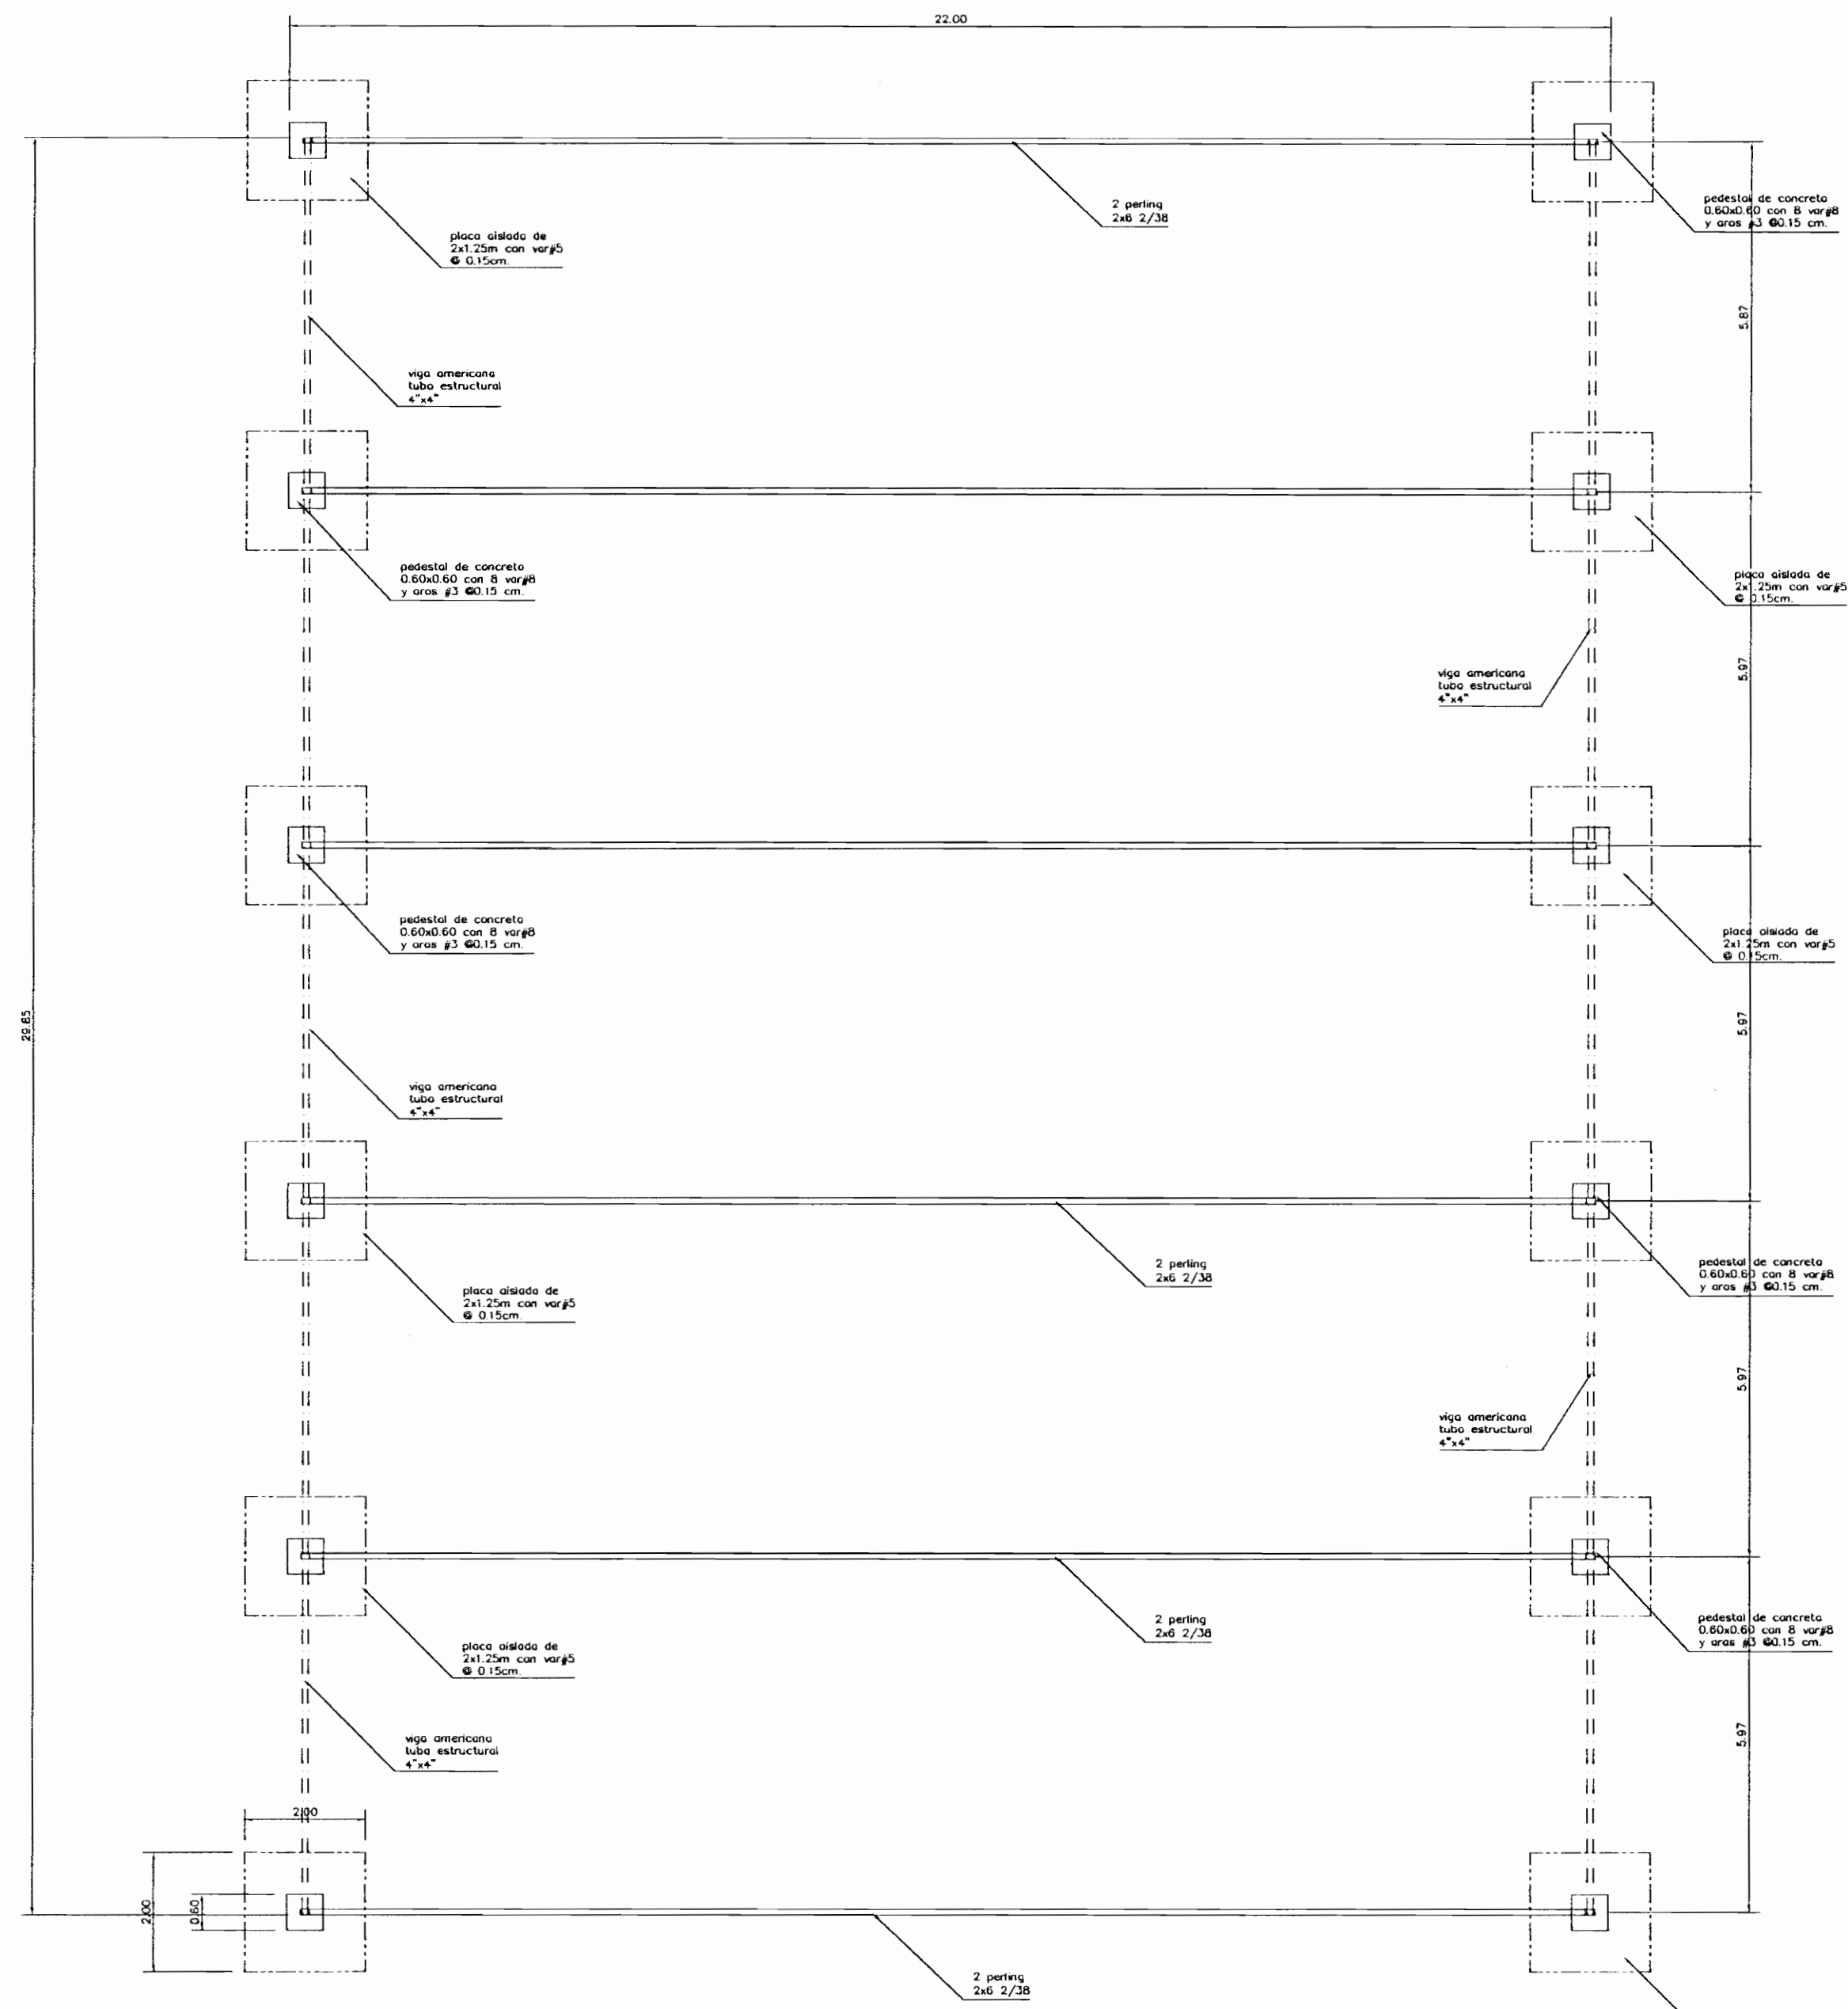 22.00
2 perling
2x6 2/38
pedestal de concreto
0.60x0.60 con 8 var#8
y aros #3 @0.15 cm.
placa aislada de
2x1.25m con var#5
@ 0.15cm.
5.87
viga americana
tubo estructural
4"x4"
pedestal de concreto
0.60x0.60 con 8 var#8
y aros #3 @0.15 cm.
placa aislada de
2x1.25m con var#5
@ 0.15cm.
5.97
viga americana
tubo estructural
4"x4"
pedestal de concreto
0.60x0.60 con 8 var#8
y aros #3 @0.15 cm.
placa aislada de
2x1.25m con var#5
@ 0.15cm.
29.85
5.97
viga americana
tubo estructural
4"x4"
2 perling
2x6 2/38
pedestal de concreto
0.60x0.60 con 8 var#8
y aros #3 @0.15 cm.
placa aislada de
2x1.25m con var#5
@ 0.15cm.
5.97
viga americana
tubo estructural
4"x4"
2 perling
2x6 2/38
pedestal de concreto
0.60x0.60 con 8 var#8
y aros #3 @0.15 cm.
placa aislada de
2x1.25m con var#5
@ 0.15cm.
5.97
viga americana
tubo estructural
4"x4"
2.00
2.00
0.60
2 perling
2x6 2/38